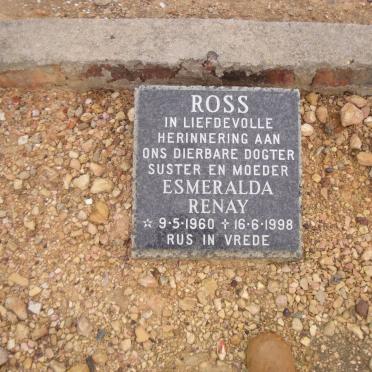 ROSS
IN LIEFDEVOLLE
HERINNERING AAN
ONS DIERBARE DOGTER
SUSTER EN MOEDER
ESMERALDA
RENAY
☆ 9·5·1960 ✝ 16·6·1998
RUS IN VREDE